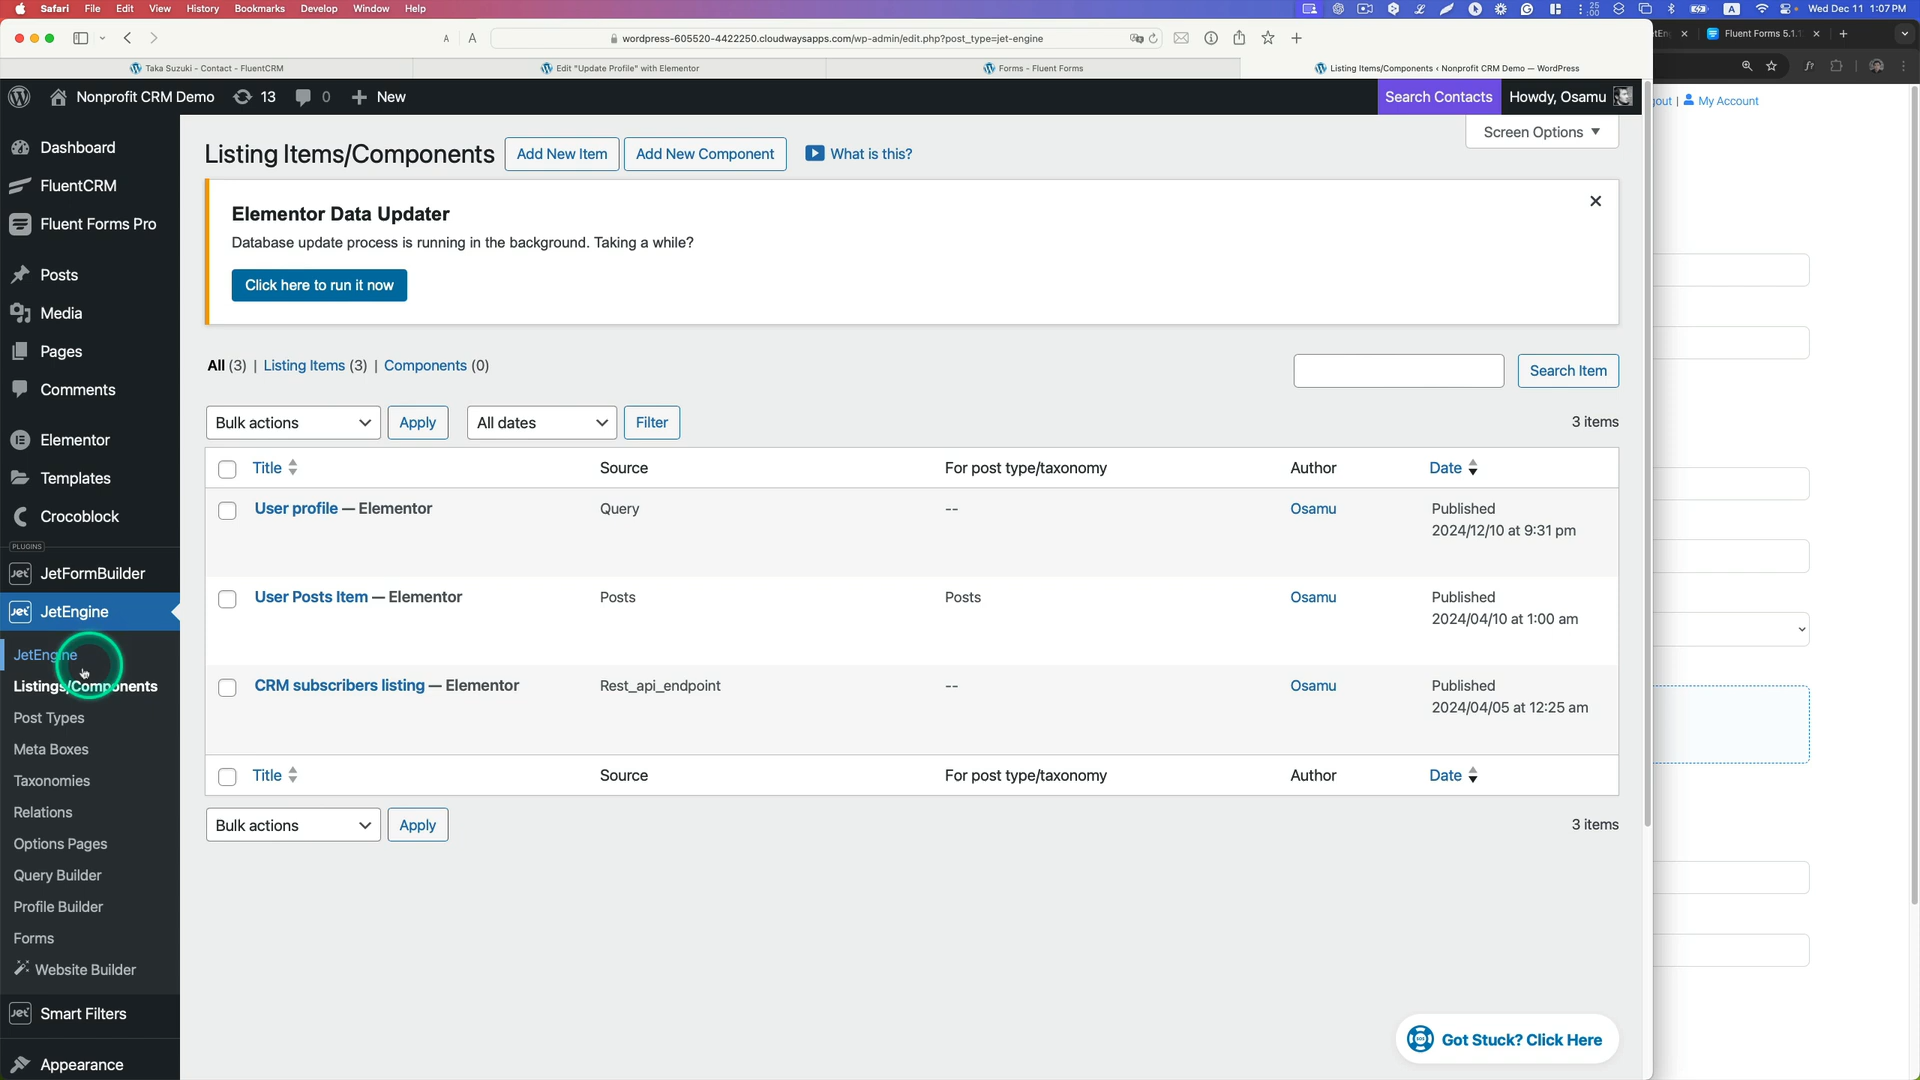 Safari File Edit View History Bookmarks Develop Window Help
25
00
A
Wed Dec 11 1:07 PM
A A
wordpress-605520-4422250.cloudwaysapps.com/wp-admin/edit.php?post_type=jet-engine
Fluent Forms 5.1.1
Taka Suzuki - Contact - FluentCRM
Edit "Update Profile" with Elementor
Forms - Fluent Forms
Listing Items/Components ‹ Nonprofit CRM Demo — WordPress
Nonprofit CRM Demo
13
0
New
Search Contacts
Howdy, Osamu
gout | My Account
Screen Options
Dashboard
FluentCRM
Fluent Forms Pro
Posts
Media
Pages
Comments
Elementor
Templates
Crocoblock
PLUGINS
Jet JetFormBuilder
Jet JetEngine
JetEngine
Listings/Components
Post Types
Meta Boxes
Taxonomies
Relations
Options Pages
Query Builder
Profile Builder
Forms
Website Builder
Jet Smart Filters
Appearance
Listing Items/Components
Add New Item
Add New Component
What is this?
Elementor Data Updater
Database update process is running in the background. Taking a while?
Click here to run it now
All (3) | Listing Items (3) | Components (0)
Search Item
Bulk actions
Apply
All dates
Filter
3 items
Title Source For post type/taxonomy Author Date
User profile — Elementor Query -- Osamu Published
2024/12/10 at 9:31 pm
User Posts Item — Elementor Posts Posts Osamu Published
2024/04/10 at 1:00 am
CRM subscribers listing — Elementor Rest_api_endpoint -- Osamu Published
2024/04/05 at 12:25 am
Title Source For post type/taxonomy Author Date
Bulk actions
Apply
3 items
SOS
Got Stuck? Click Here